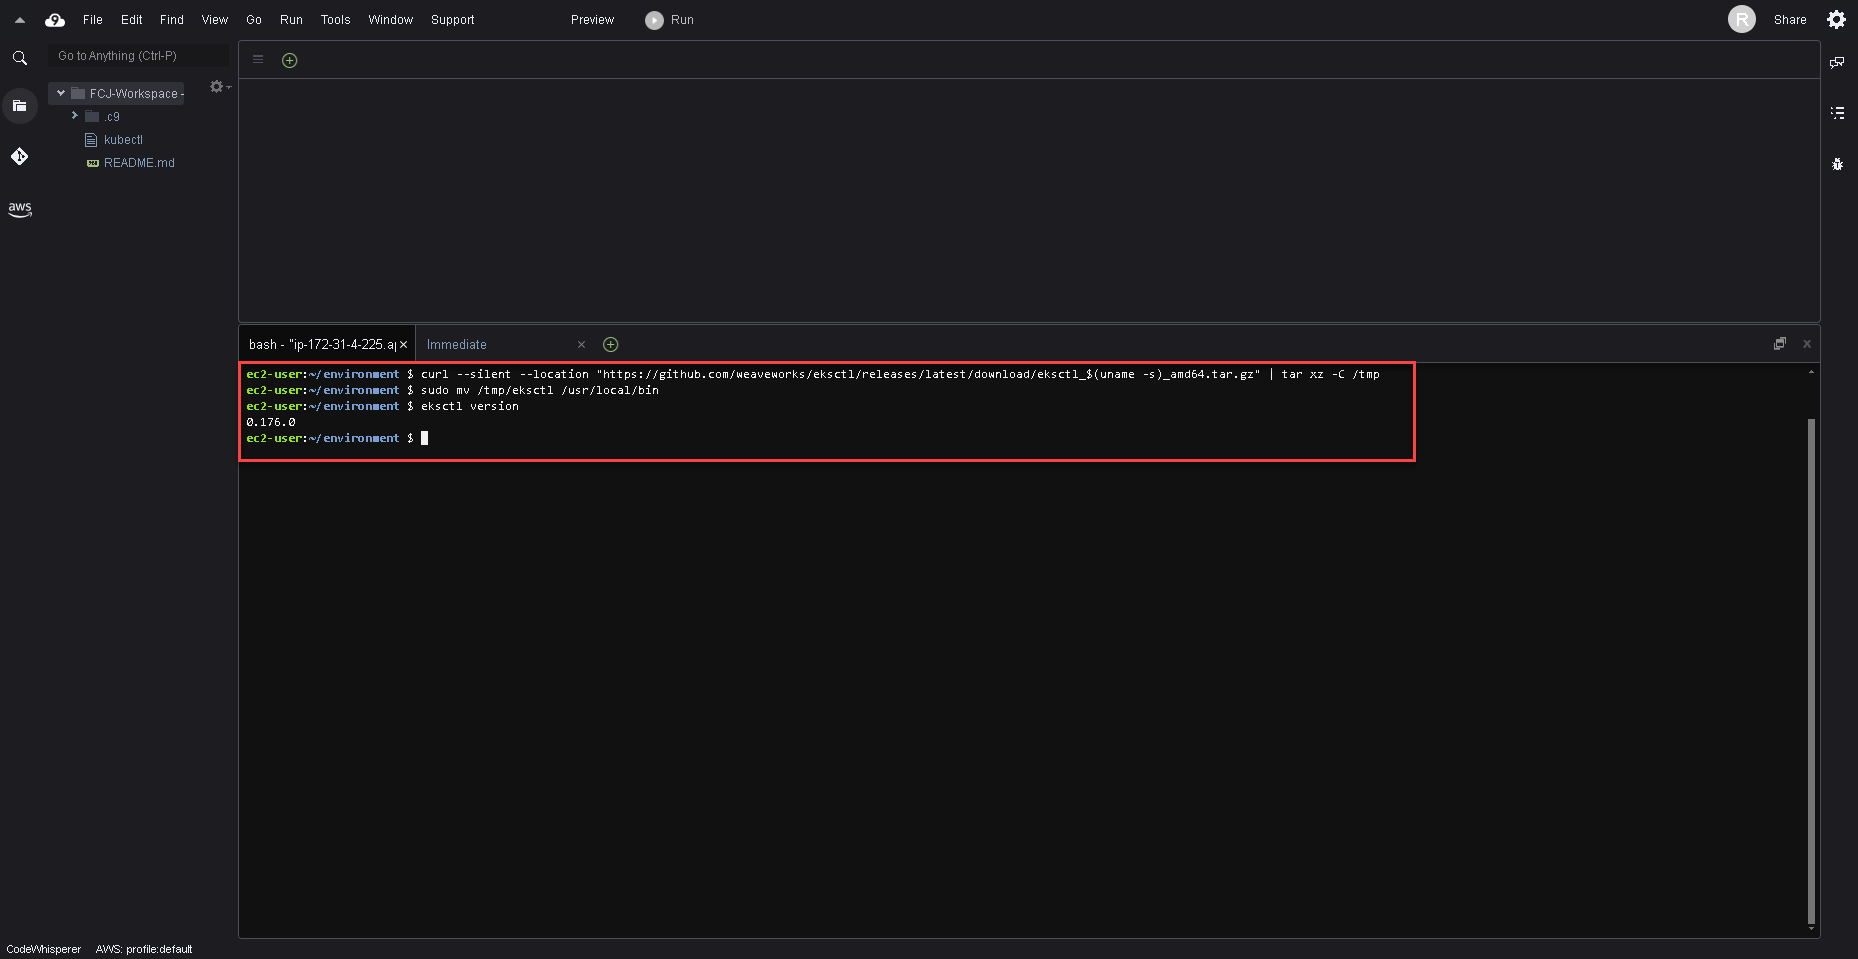 File Edit Find View Go Run Tools Window Support Preview Run R Share
Go to Anything (Ctrl-P)
FCJ-Workspace -
.c9
kubectl
README.md
aws
bash - "ip-172-31-4-225.a Immediate
ec2-user:~/environment $ curl --silent --location "https://github.com/weaveworks/eksctl/releases/latest/download/eksctl_$(uname -s)_amd64.tar.gz" | tar xz -C /tmp
ec2-user:~/environment $ sudo mv /tmp/eksctl /usr/local/bin
ec2-user:~/environment $ eksctl version
0.176.0
ec2-user:~/environment $
CodeWhisperer AWS: profile:default